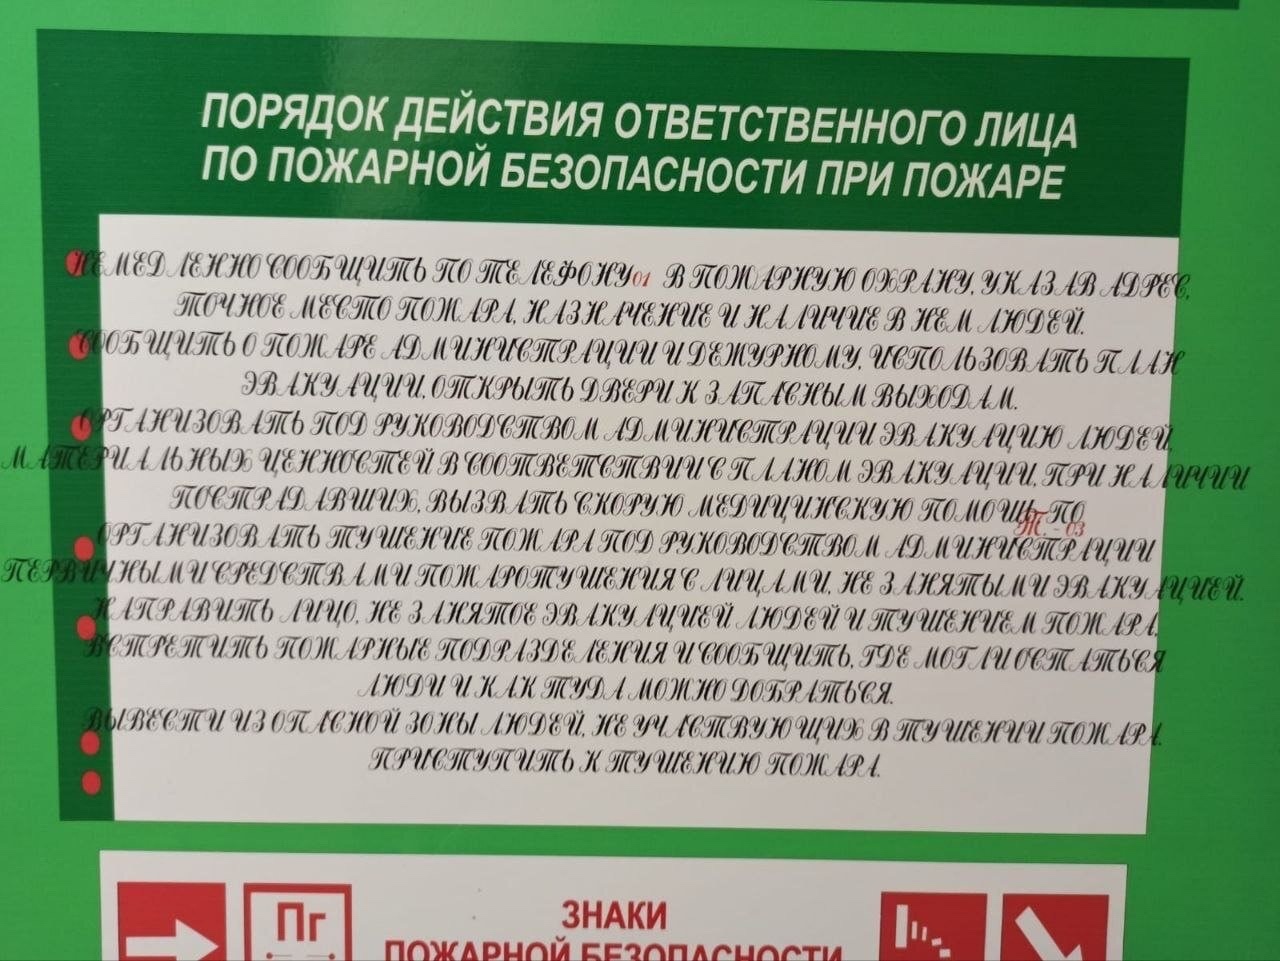 ПОРЯДОК ДЕЙСТВИЯ ОТВЕТСТВЕННОГО ЛИЦА
ПО ПОЖАРНОЙ БЕЗОПАСНОСТИ ПРИ ПОЖАРЕ
НЕМЕДЛЕННО СООБЩИТЬ ПО ТЕЛЕФОНУ 01 В ПОЖАРНУЮ ОХРАНУ, УКАЗАВ АДРЕС,
ТОЧНОЕ МЕСТО ПОЖАРА, НАЗНАЧЕНИЕ И НАЛИЧИЕ В НЕМ ЛЮДЕЙ.
СООБЩИТЬ О ПОЖАРЕ АДМИНИСТРАЦИИ И ДЕЖУРНОМУ, ИСПОЛЬЗОВАТЬ ПЛАН
ЭВАКУАЦИИ, ОТКРЫТЬ ДВЕРИ К ЗАПАСНЫМ ВЫХОДАМ.
ОРГАНИЗОВАТЬ ПОД РУКОВОДСТВОМ АДМИНИСТРАЦИИ ЭВАКУАЦИЮ ЛЮДЕЙ,
МАТЕРИАЛЬНЫХ ЦЕННОСТЕЙ В СООТВЕТСТВИИ С ПЛАНОМ ЭВАКУАЦИИ, ПРИ НАЛИЧИИ
ПОСТРАДАВШИХ, ВЫЗВАТЬ СКОРУЮ МЕДИЦИНСКУЮ ПОМОЩЬ ПО
Т. - 03
ОРГАНИЗОВАТЬ ТУШЕНИЕ ПОЖАРА ПОД РУКОВОДСТВОМ АДМИНИСТРАЦИИ
ПЕРВИЧНЫМИ СРЕДСТВАМИ ПОЖАРОТУШЕНИЯ С ЛИЦАМИ, НЕ ЗАНЯТЫМИ ЭВАКУАЦИЕЙ.
НАПРАВИТЬ ЛИЦО, НЕ ЗАНЯТОЕ ЭВАКУАЦИЕЙ ЛЮДЕЙ И ТУШЕНИЕМ ПОЖАРА,
ВСТРЕТИТЬ ПОЖАРНЫЕ ПОДРАЗДЕЛЕНИЯ И СООБЩИТЬ, ГДЕ МОГЛИ ОСТАТЬСЯ
ЛЮДИ И КАК ТУДА МОЖНО ДОБРАТЬСЯ.
ВЫВЕСТИ ИЗ ОПАСНОЙ ЗОНЫ ЛЮДЕЙ, НЕ УЧАСТВУЮЩИХ В ТУШЕНИИ ПОЖАРА.
ПРИСТУПИТЬ К ТУШЕНИЮ ПОЖАРА.
Пг
ЗНАКИ
ПОЖАРНОЙ БЕЗОПАСНОСТИ